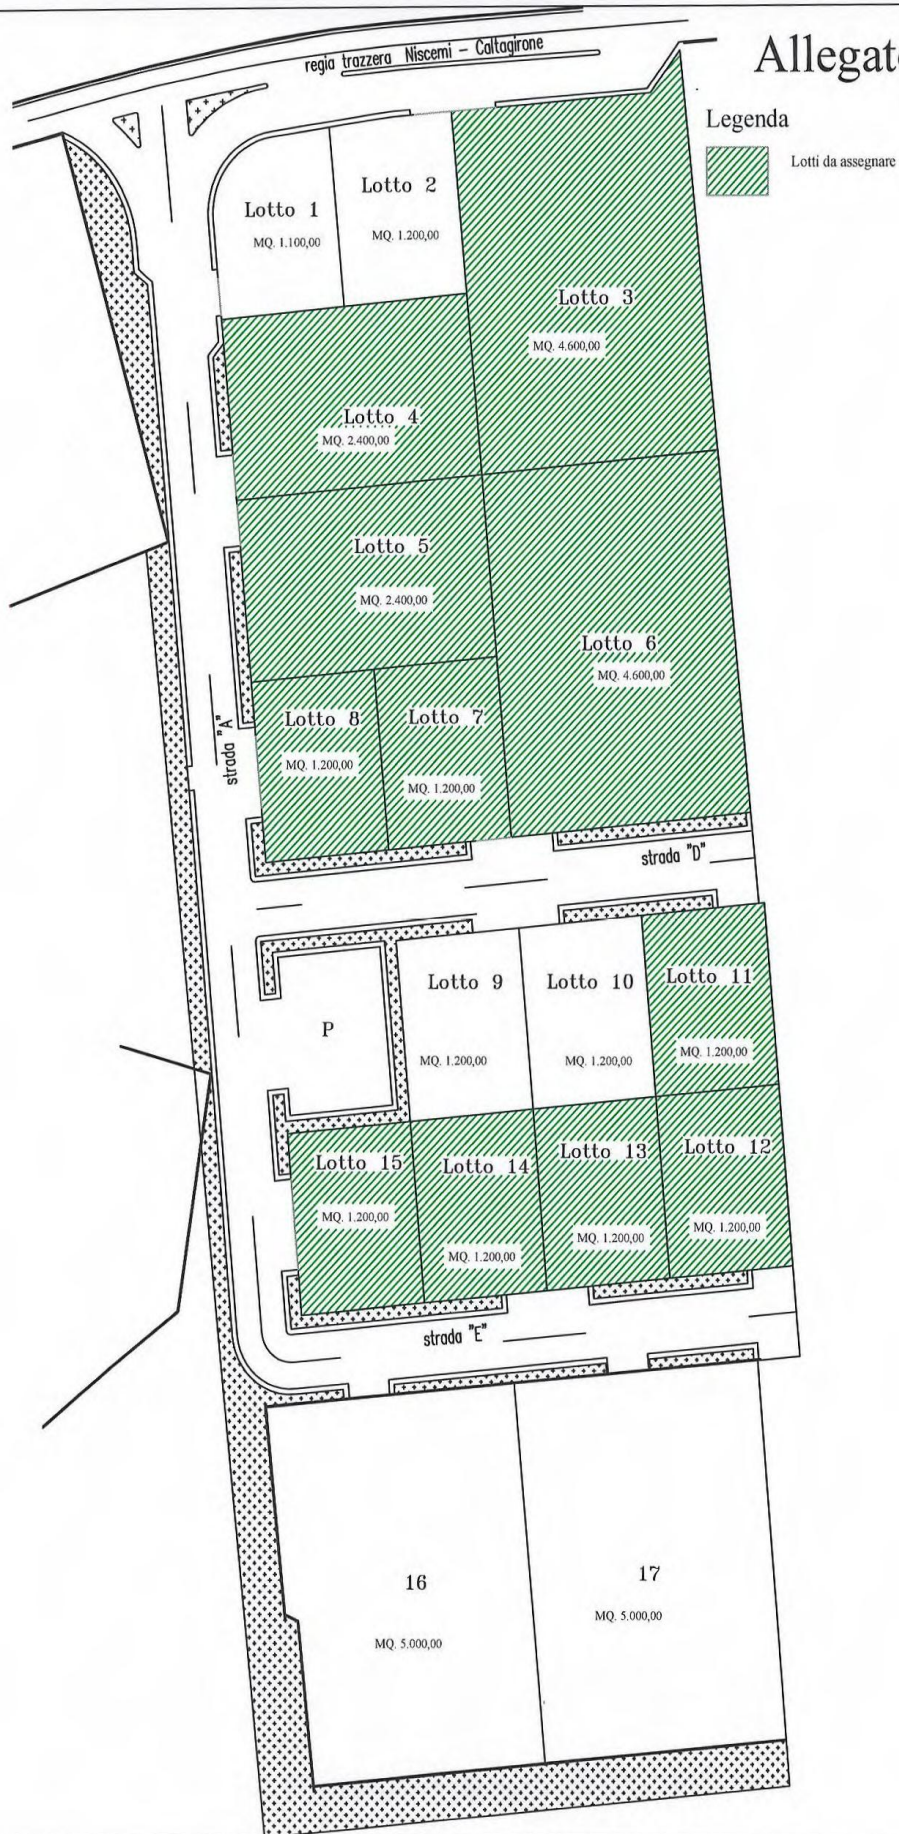 Allegato
regia trazzera Niscemi - Caltagirone
Legenda
Lotti da assegnare
Lotto 1
MQ. 1.100,00
Lotto 2
MQ. 1.200,00
Lotto 3
MQ. 4.600,00
Lotto 4
MQ. 2.400,00
Lotto 5
MQ. 2.400,00
Lotto 6
MQ. 4.600,00
Lotto 8
MQ. 1.200,00
Lotto 7
MQ. 1.200,00
strada "A"
strada "D"
Lotto 9
MQ. 1.200,00
Lotto 10
MQ. 1.200,00
Lotto 11
MQ. 1.200,00
P
Lotto 15
MQ. 1.200,00
Lotto 14
MQ. 1.200,00
Lotto 13
MQ. 1.200,00
Lotto 12
MQ. 1.200,00
strada "E"
16
MQ. 5.000,00
17
MQ. 5.000,00